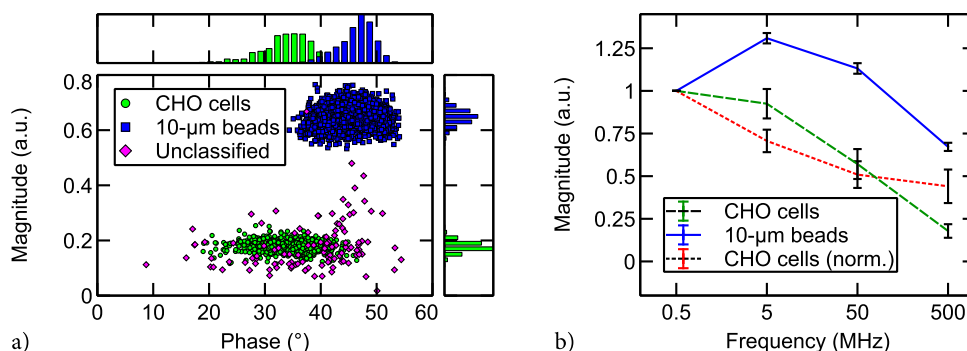 0.8
0.6
0.4
0.2
0
Magnitude (a.u.)
CHO cells
10-µm beads
Unclassified
0 10 20 30 40 50 60
Phase (°)
a)
1.25
1
0.75
0.5
0.25
0
Magnitude (a.u.)
CHO cells
10-µm beads
CHO cells (norm.)
0.5 5 50 500
Frequency (MHz)
b)